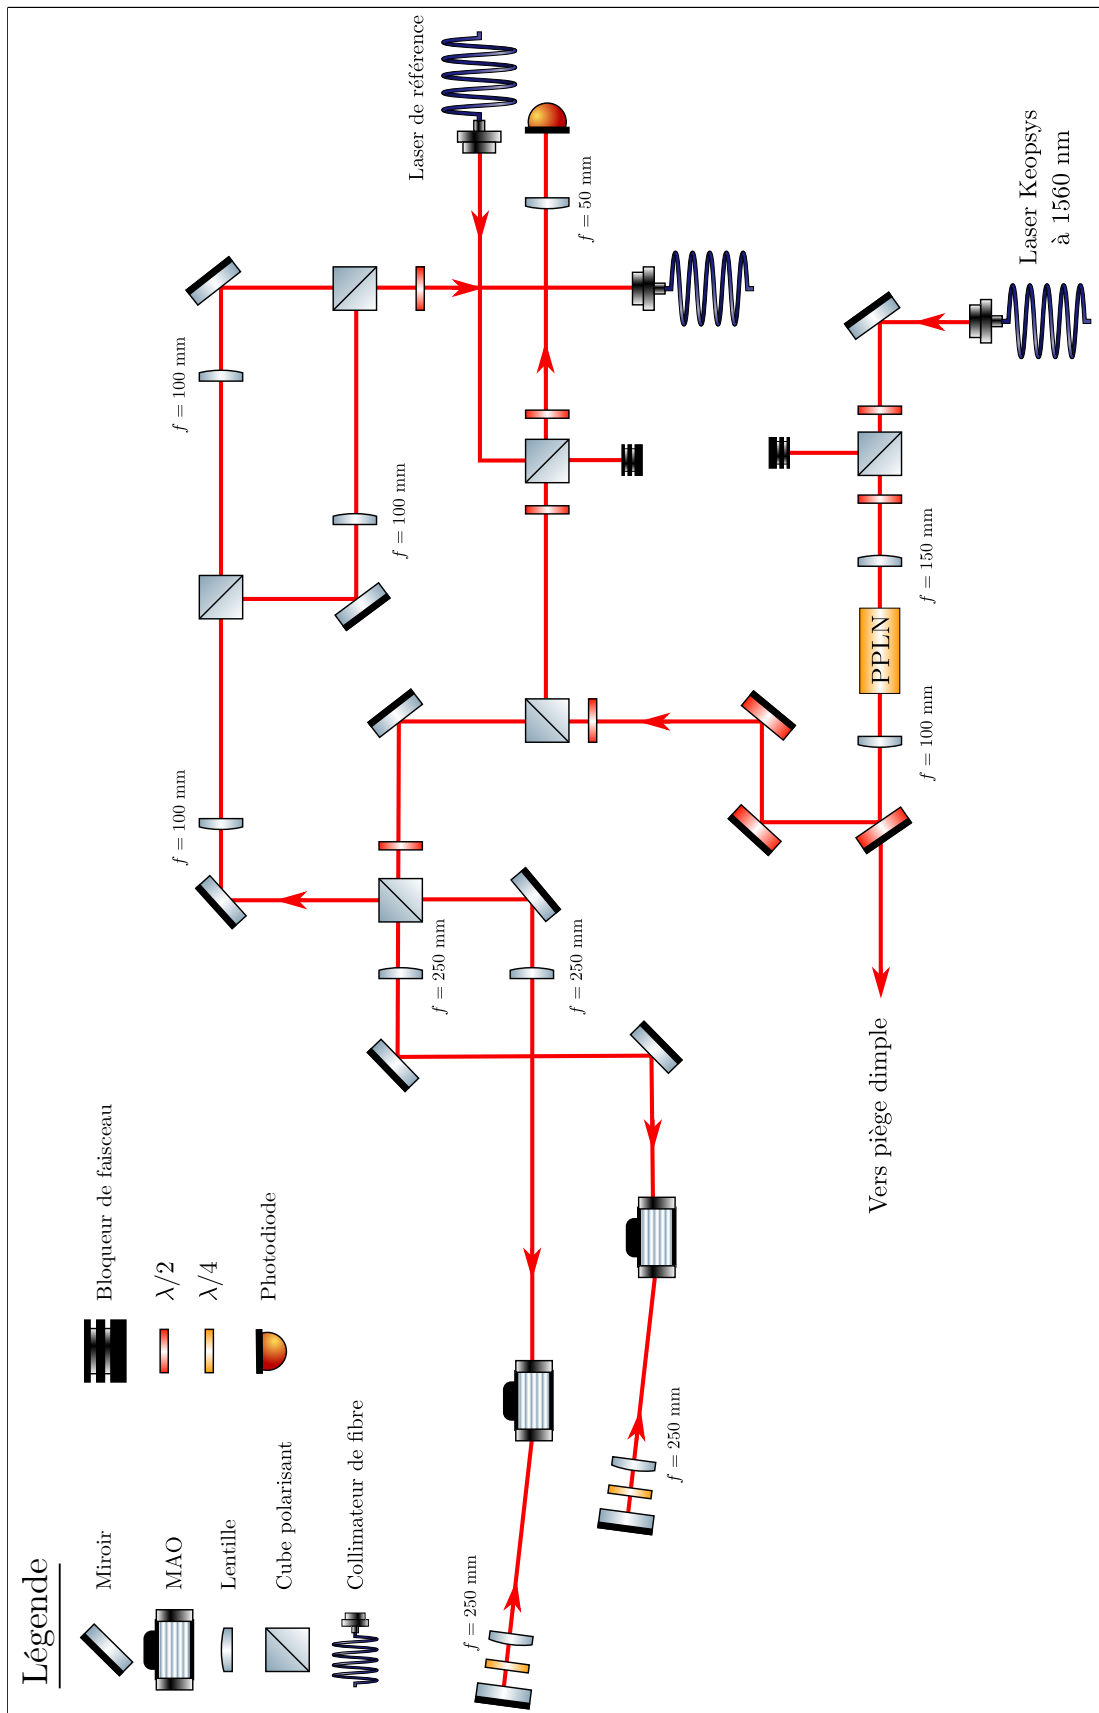 Légende
Miroir
MAO
Lentille
Cube polarisant
Collimateur de fibre
Bloqueur de faisceau
λ/2
λ/4
Photodiode
f = 250 mm
f = 250 mm
f = 250 mm
f = 250 mm
f = 100 mm
f = 100 mm
f = 100 mm
Laser de référence
f = 50 mm
Vers piège dimple
f = 100 mm
PPLN
f = 150 mm
Laser Keopsys
à 1560 nm